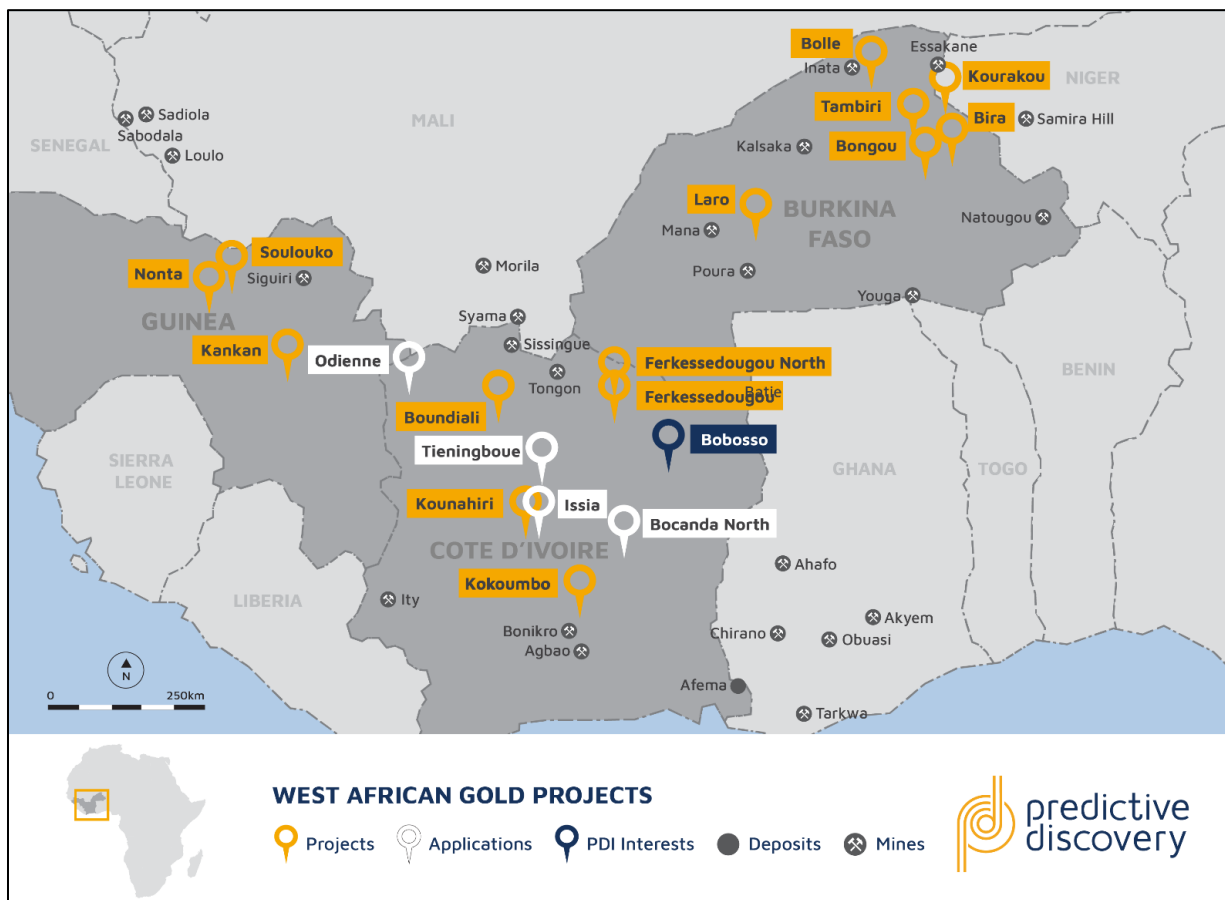 Bolle
Essakane
Inata
Kourakou
NIGER
Tambiri
Bira
Samira Hill
Sadiola
Sabodala
MALI
SENEGAL
Loulo
Kalsaka
Bongou
Laro
BURKINA
FASO
Natougou
Mana
Soulouko
Nonta
Siguiri
Morila
Poura
Youga
GUINEA
Syama
Sissingue
Kankan
Odienne
Tongon
Ferkessedougou North
Ferkessedougou
Batie
BENIN
Boundiali
Bobosso
Tieningboue
SIERRA
LEONE
GHANA
TOGO
Kounahiri
Issia
Bocanda North
COTE D'IVOIRE
Ahafo
Kokoumbo
LIBERIA
Ity
Akyem
Bonikro
Chirano
Obuasi
Agbao
N
Afema
0 250km
Tarkwa
WEST AFRICAN GOLD PROJECTS
Projects
Applications
PDI Interests
Deposits
Mines
predictive
discovery